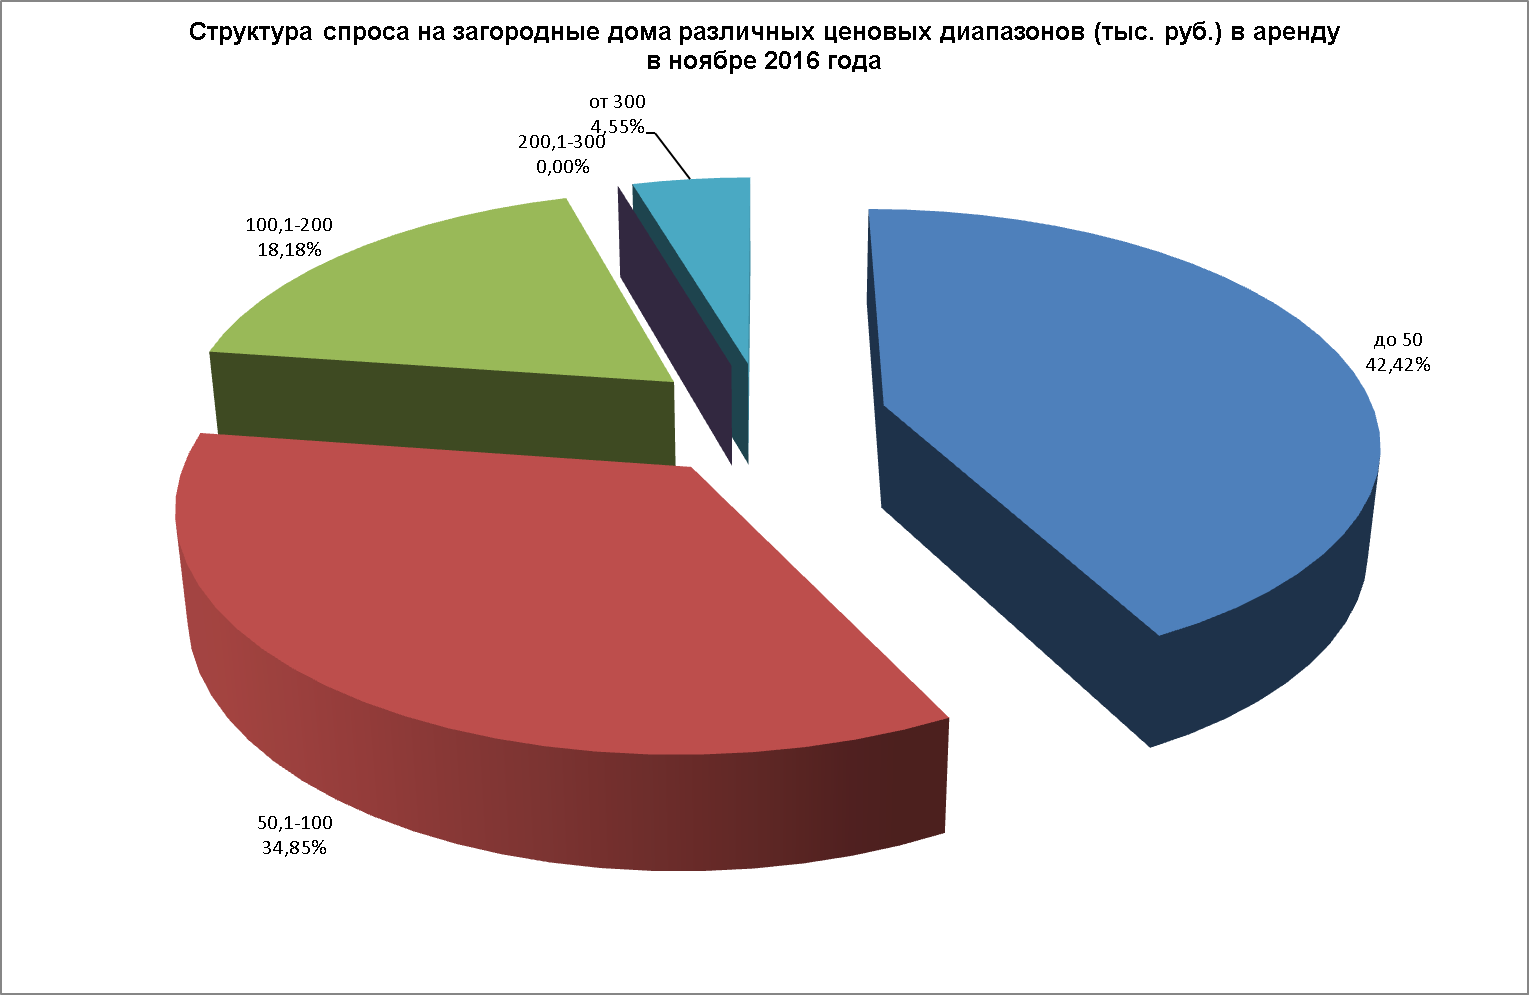 Структура спроса на загородные дома различных ценовых диапазонов (тыс. руб.) в аренду
в ноябре 2016 года
от 300
4,55%
200,1-300
0,00%
100,1-200
18,18%
до 50
42,42%
50,1-100
34,85%